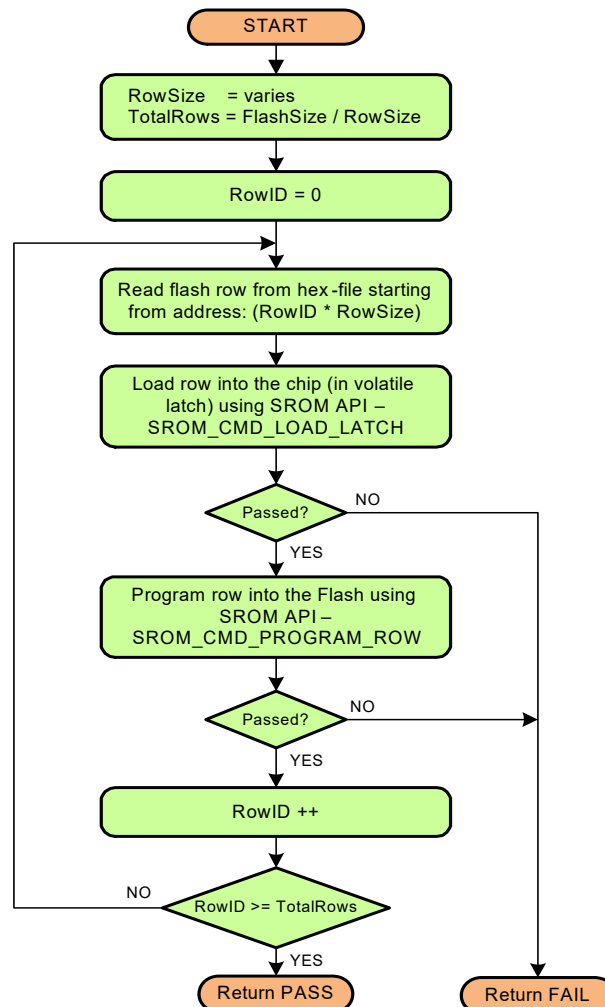 START
RowSize = varies
TotalRows = FlashSize / RowSize
RowID = 0
Read flash row from hex-file starting
from address: (RowID * RowSize)
Load row into the chip (in volatile
latch) using SROM API –
SROM_CMD_LOAD_LATCH
Passed?
NO
YES
Program row into the Flash using
SROM API –
SROM_CMD_PROGRAM_ROW
Passed?
NO
YES
RowID ++
NO
RowID >= TotalRows
YES
Return PASS
Return FAIL